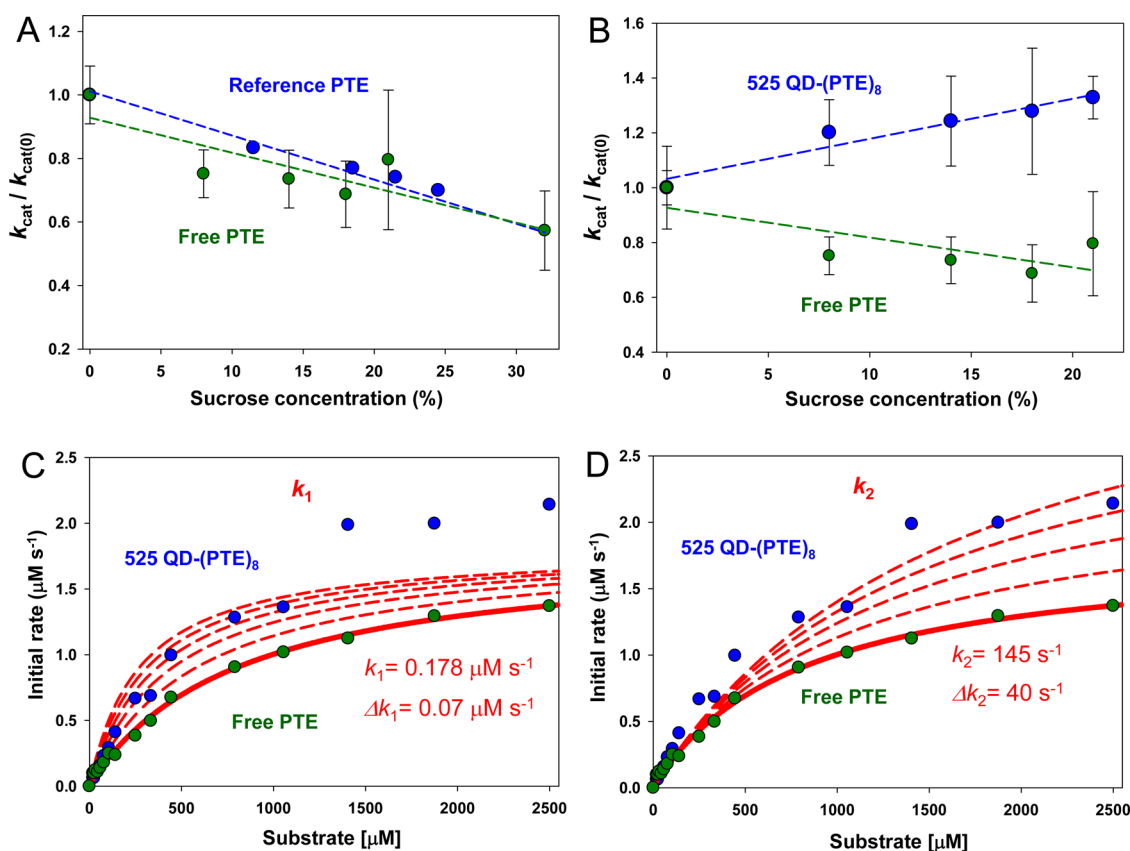 A
1.2
1.0
0.8
0.6
0.4
0.2
k cat / k cat(0)
Reference PTE
Free PTE
0 5 10 15 20 25 30
Sucrose concentration (%)
B
1.6
1.4
1.2
1.0
0.8
0.6
0.4
k cat / k cat(0)
525 QD-(PTE)8
Free PTE
0 5 10 15 20
Sucrose concentration (%)
C
2.5
2.0
1.5
1.0
0.5
0.0
Initial rate (μM s-1)
k1
525 QD-(PTE)8
k1= 0.178 μM s-1
Δk1= 0.07 μM s-1
Free PTE
0 500 1000 1500 2000 2500
Substrate [μM]
D
2.5
2.0
1.5
1.0
0.5
0.0
Initial rate (μM s-1)
k2
525 QD-(PTE)8
k2= 145 s-1
Δk2= 40 s-1
Free PTE
0 500 1000 1500 2000 2500
Substrate [μM]